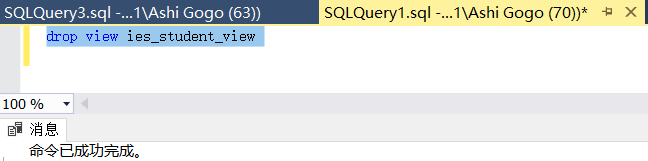 SQLQuery3.sql -...1\Ashi Gogo (63))
SQLQuery1.sql -...1\Ashi Gogo (70))*
drop view ies_student_view
100 %
消息
命令已成功完成。